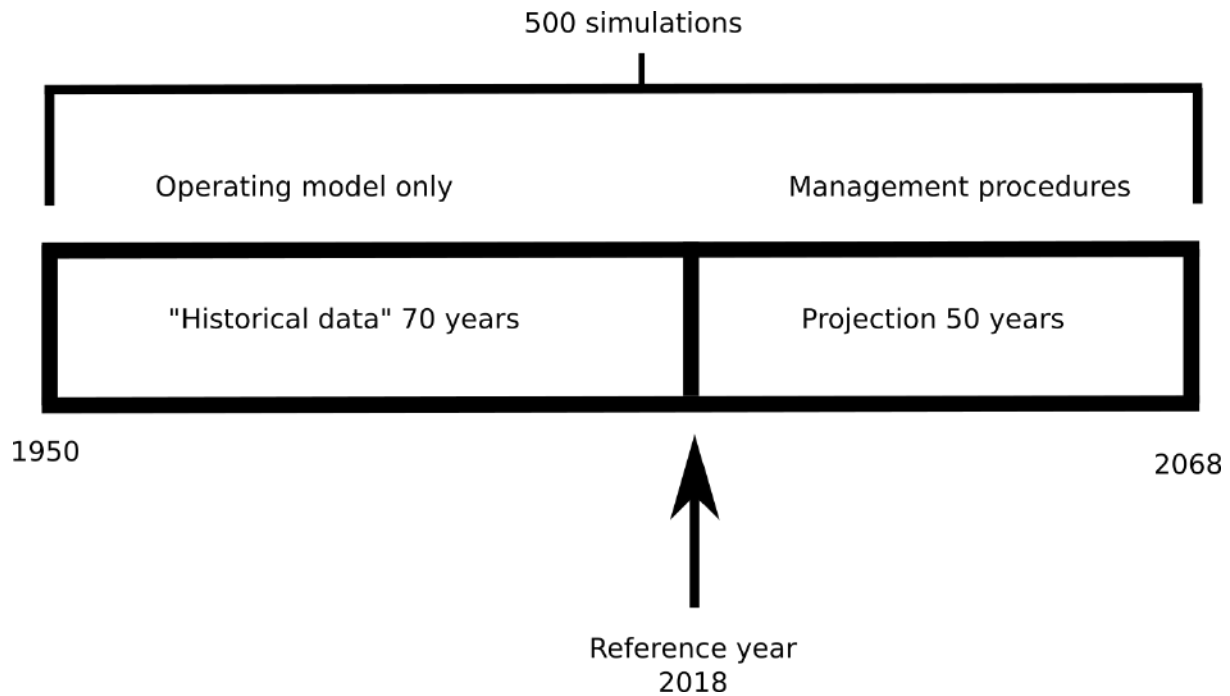 500 simulations
Operating model only
Management procedures
"Historical data" 70 years
Projection 50 years
1950
2068
Reference year
2018